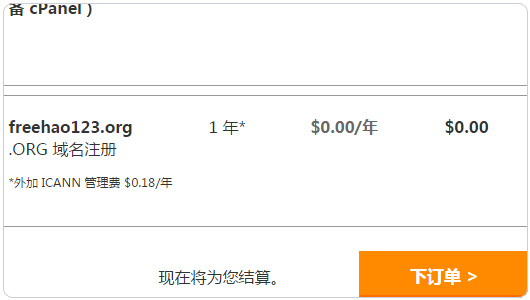 备 cPanel )
freehao123.org 1 年* $0.00/年 $0.00
.ORG 域名注册
*外加 ICANN 管理费 $0.18/年
现在将为您结算。 下订单 >